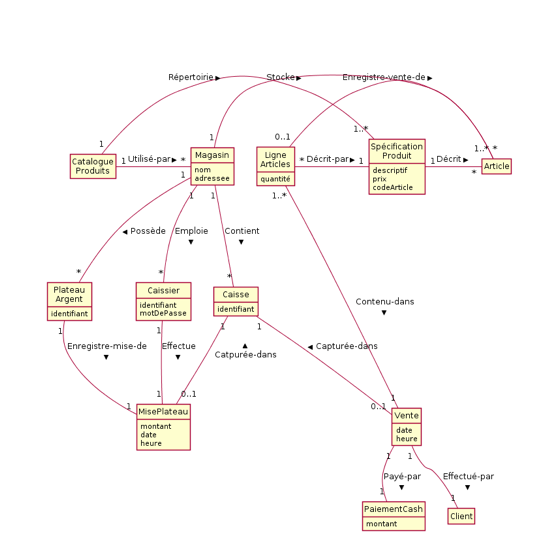 Répertoirie ▶ Stocke▶ Enregistre-vente-de▶
1 1 0..1 1..*
Catalogue
Produits
1 Utilisé-par▶ *
Magasin
nom
adressee
Ligne
Articles
quantité
* Décrit-par▶ 1
Spécification
Produit
descriptif
prix
codeArticle
1 Décrit ▶ *
1..* *
Article
1 1 1 1..*
◀ Possède Emploie
▼
Contient
▼
* * *
Plateau
Argent
identifiant
Caissier
identifiant
motDePasse
Caisse
identifiant
Contenu-dans
▼
1 1 1 1
Enregistre-mise-de
▼
Effectue
▼
▲
Catpurée-dans
◀ Capturée-dans
1 1 0..1 0..1 1
MisePlateau
montant
date
heure
Vente
date
heure
1 1
Payé-par
▼
Effectué-par
▼
1 1
PaiementCash
montant
Client